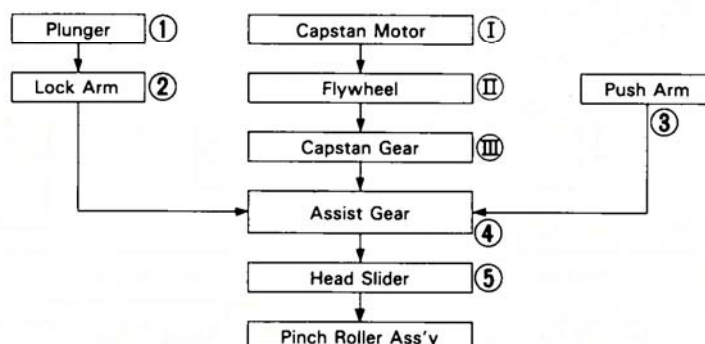 Plunger ①
Capstan Motor Ⓘ
Lock Arm ②
Flywheel Ⅱ
Push Arm
③
Capstan Gear Ⅲ
Assist Gear
④
Head Slider ⑤
Pinch Roller Ass'y